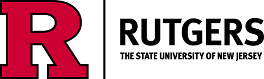 R
RUTGERS
THE STATE UNIVERSITY OF NEW JERSEY